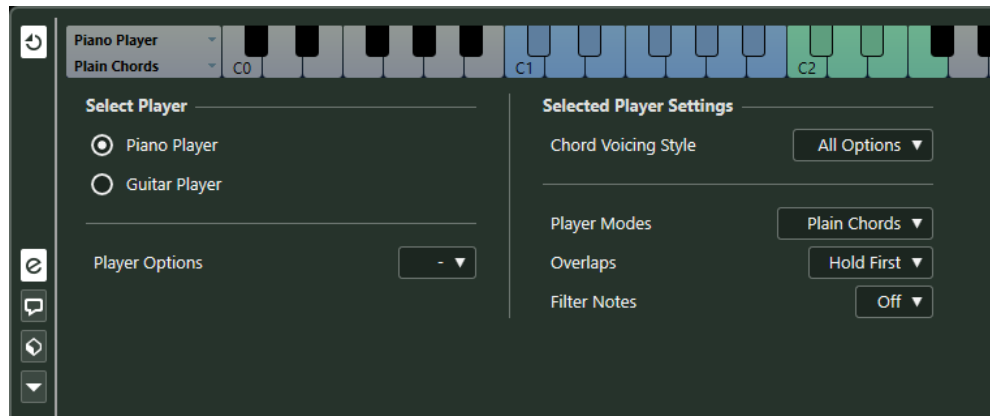 Piano Player
Plain Chords
C0
C1
C2
Select Player
Piano Player
Guitar Player
Player Options
-
Selected Player Settings
Chord Voicing Style
All Options
Player Modes
Plain Chords
Overlaps
Hold First
Filter Notes
Off